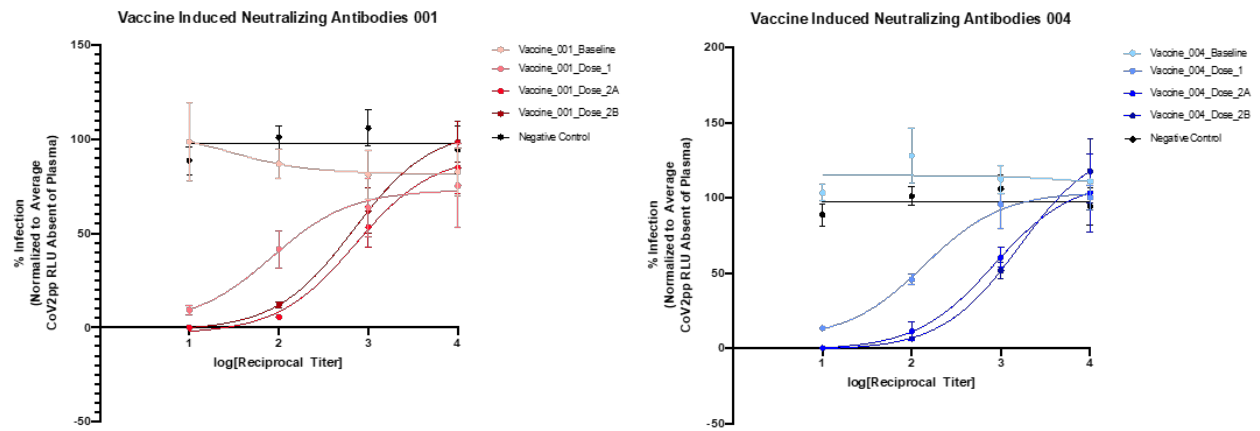 Vaccine Induced Neutralizing Antibodies 001
% Infection
(Normalized to Average
CoV2pp RLU Absent of Plasma)
150
100
50
0
-50
1
2
3
4
log[Reciprocal Titer]
Vaccine_001_Baseline
Vaccine_001_Dose_1
Vaccine_001_Dose_2A
Vaccine_001_Dose_2B
Negative Control
Vaccine Induced Neutralizing Antibodies 004
% Infection
(Normalized to Average
CoV2pp RLU Absent of Plasma)
200
150
100
50
0
-50
1
2
3
4
log[Reciprocal Titer]
Vaccine_004_Baseline
Vaccine_004_Dose_1
Vaccine_004_Dose_2A
Vaccine_004_Dose_2B
Negative Control